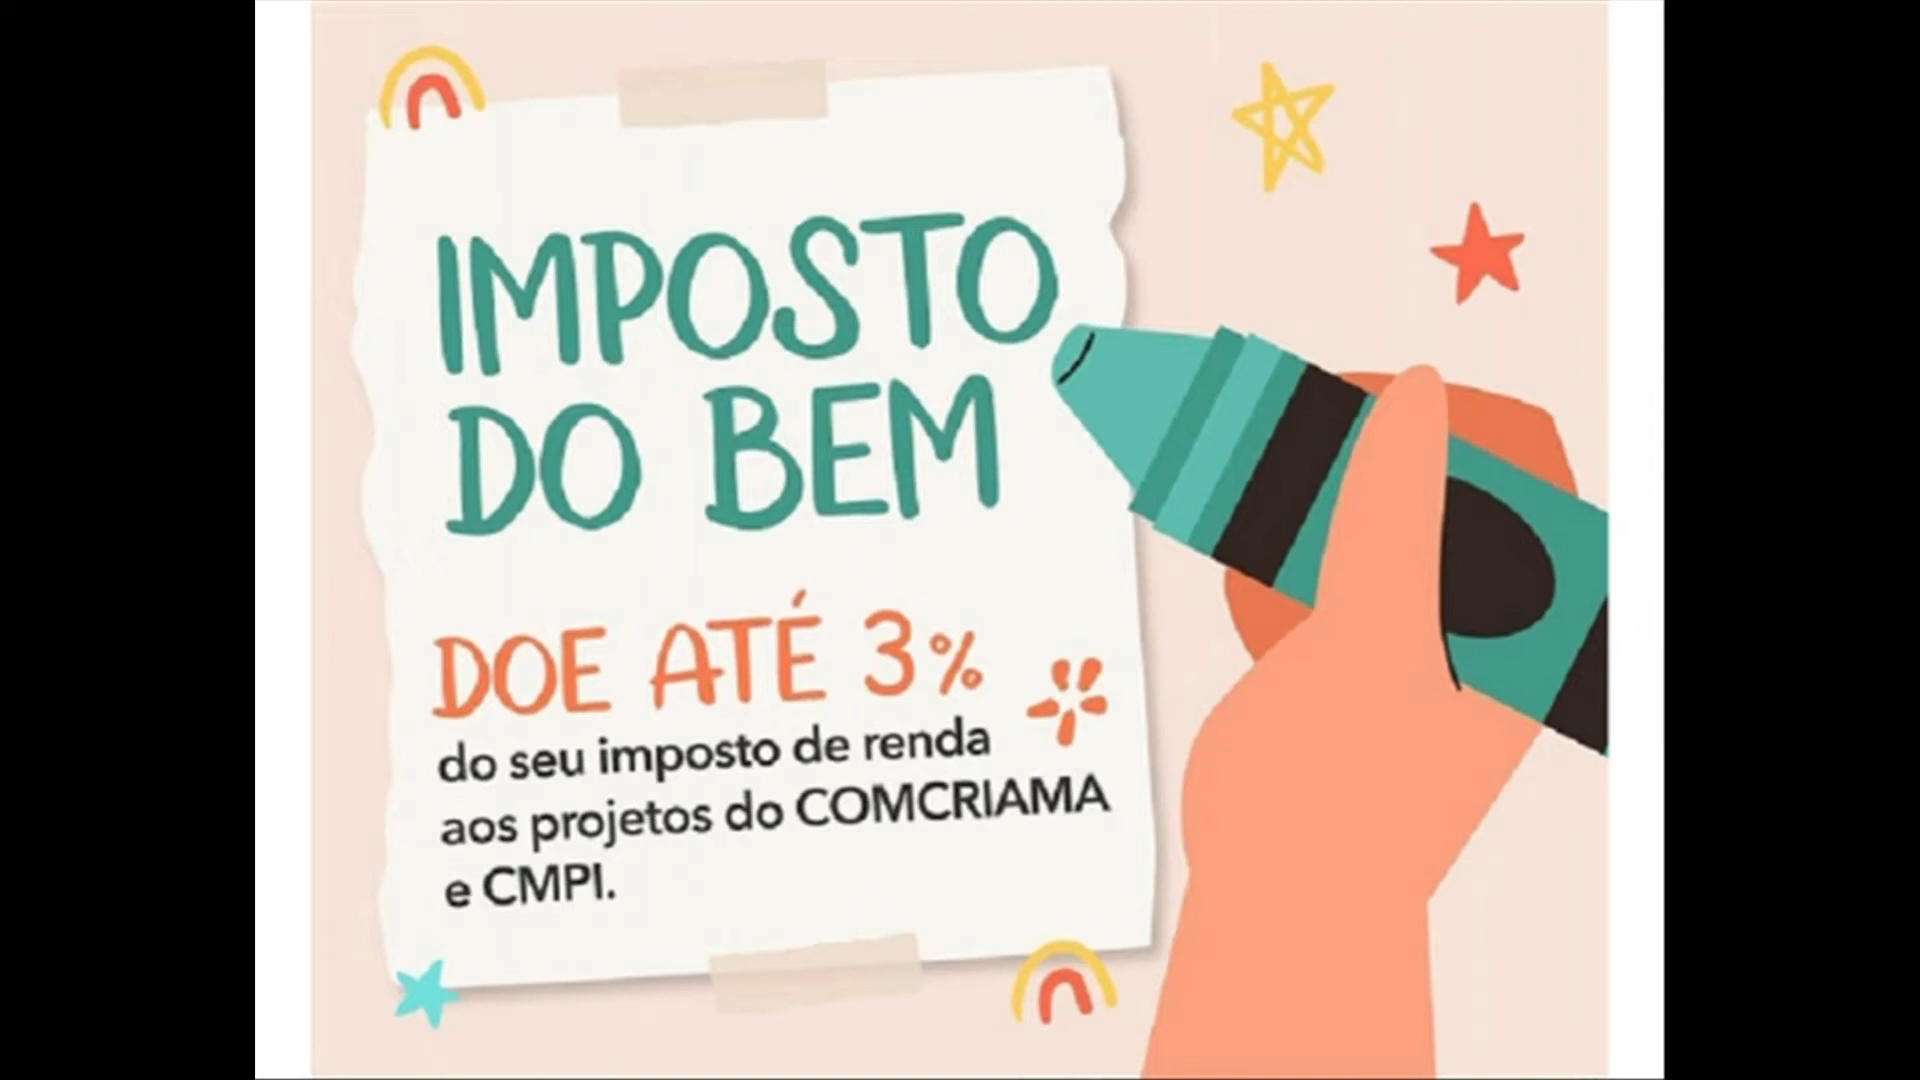 IMPOSTO
DO BEM
DOE ATÉ 3%
do seu imposto de renda
aos projetos do COMCRIAMA
e CMPI.